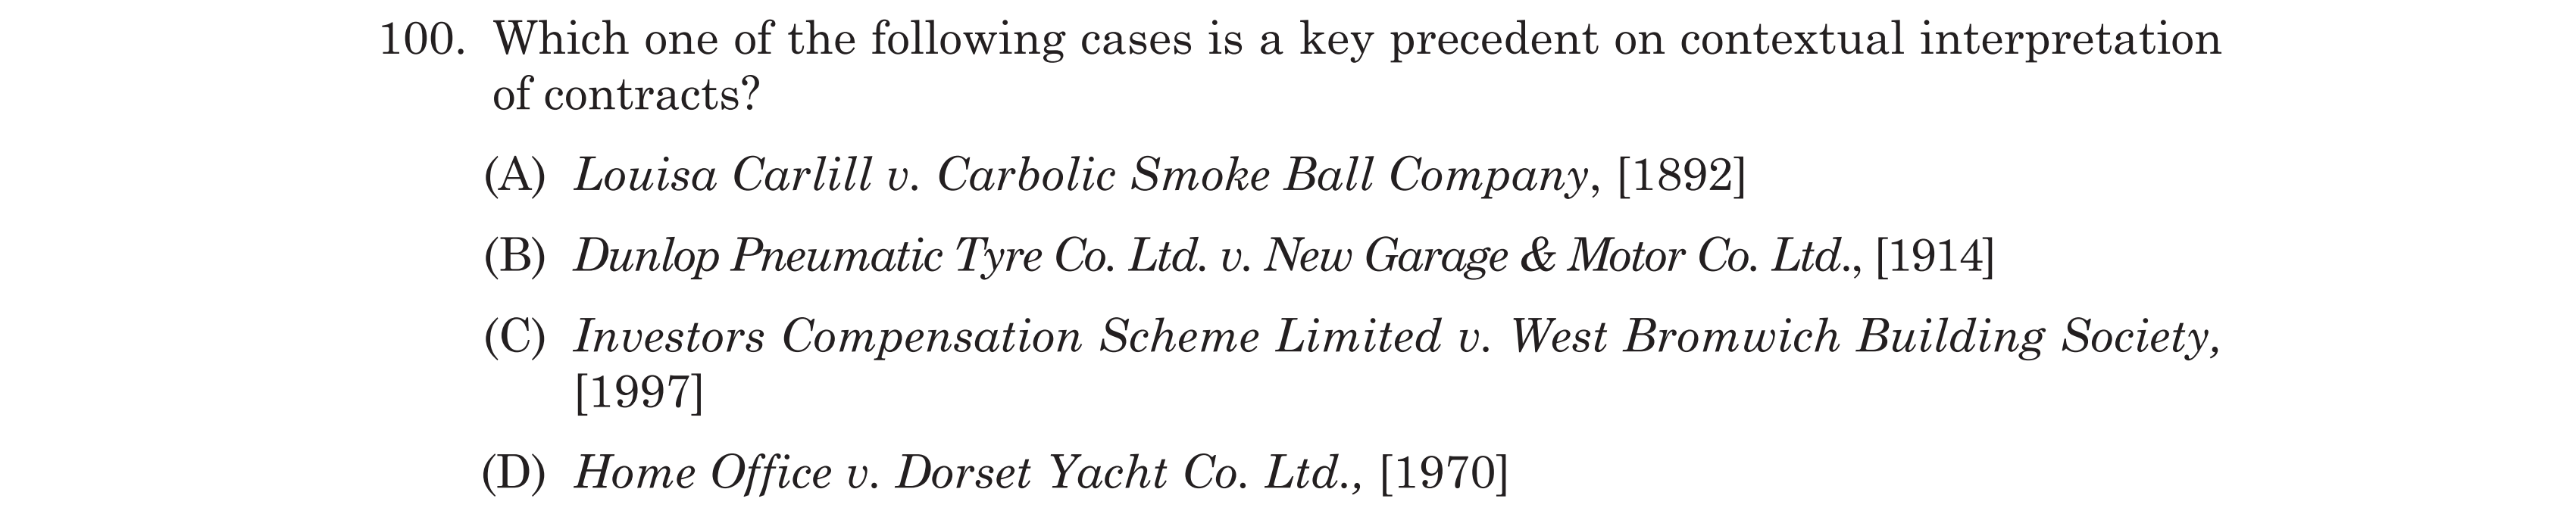 100. Which one of the following cases is a key precedent on contextual interpretation
of contracts?
(A) Louisa Carlill v. Carbolic Smoke Ball Company, [1892]
(B) Dunlop Pneumatic Tyre Co. Ltd. v. New Garage & Motor Co. Ltd., [1914]
(C) Investors Compensation Scheme Limited v. West Bromwich Building Society,
[1997]
(D) Home Office v. Dorset Yacht Co. Ltd., [1970]